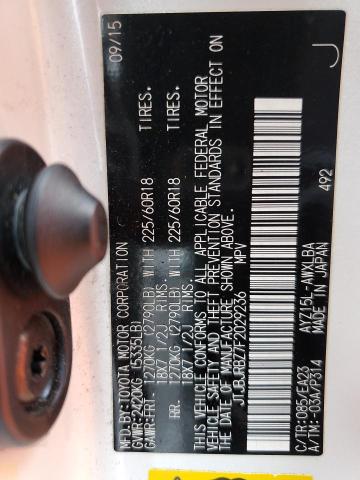 MFD.BY:TOYOTA MOTOR CORPORATION 09/15
GVWR:2420KG (5335LB)
GAWR:FRT. 1270KG (2790LB) WITH 225/60R18 TIRES.
18X7 1/2J RIMS.
RR. 1270KG (2790LB) WITH 225/60R18 TIRES.
18X7 1/2J RIMS.
THIS VEHICLE CONFORMS TO ALL APPLICABLE FEDERAL MOTOR
VEHICLE SAFETY AND THEFT PREVENTION STANDARDS IN EFFECT ON
THE DATE OF MANUFACTURE SHOWN ABOVE.
JTJBJRBZ7F2029236 MPV
C/TR:085/EA23 AYZ15L-AWXLBA
A/TM:-03A/P314 MADE IN JAPAN
492
J